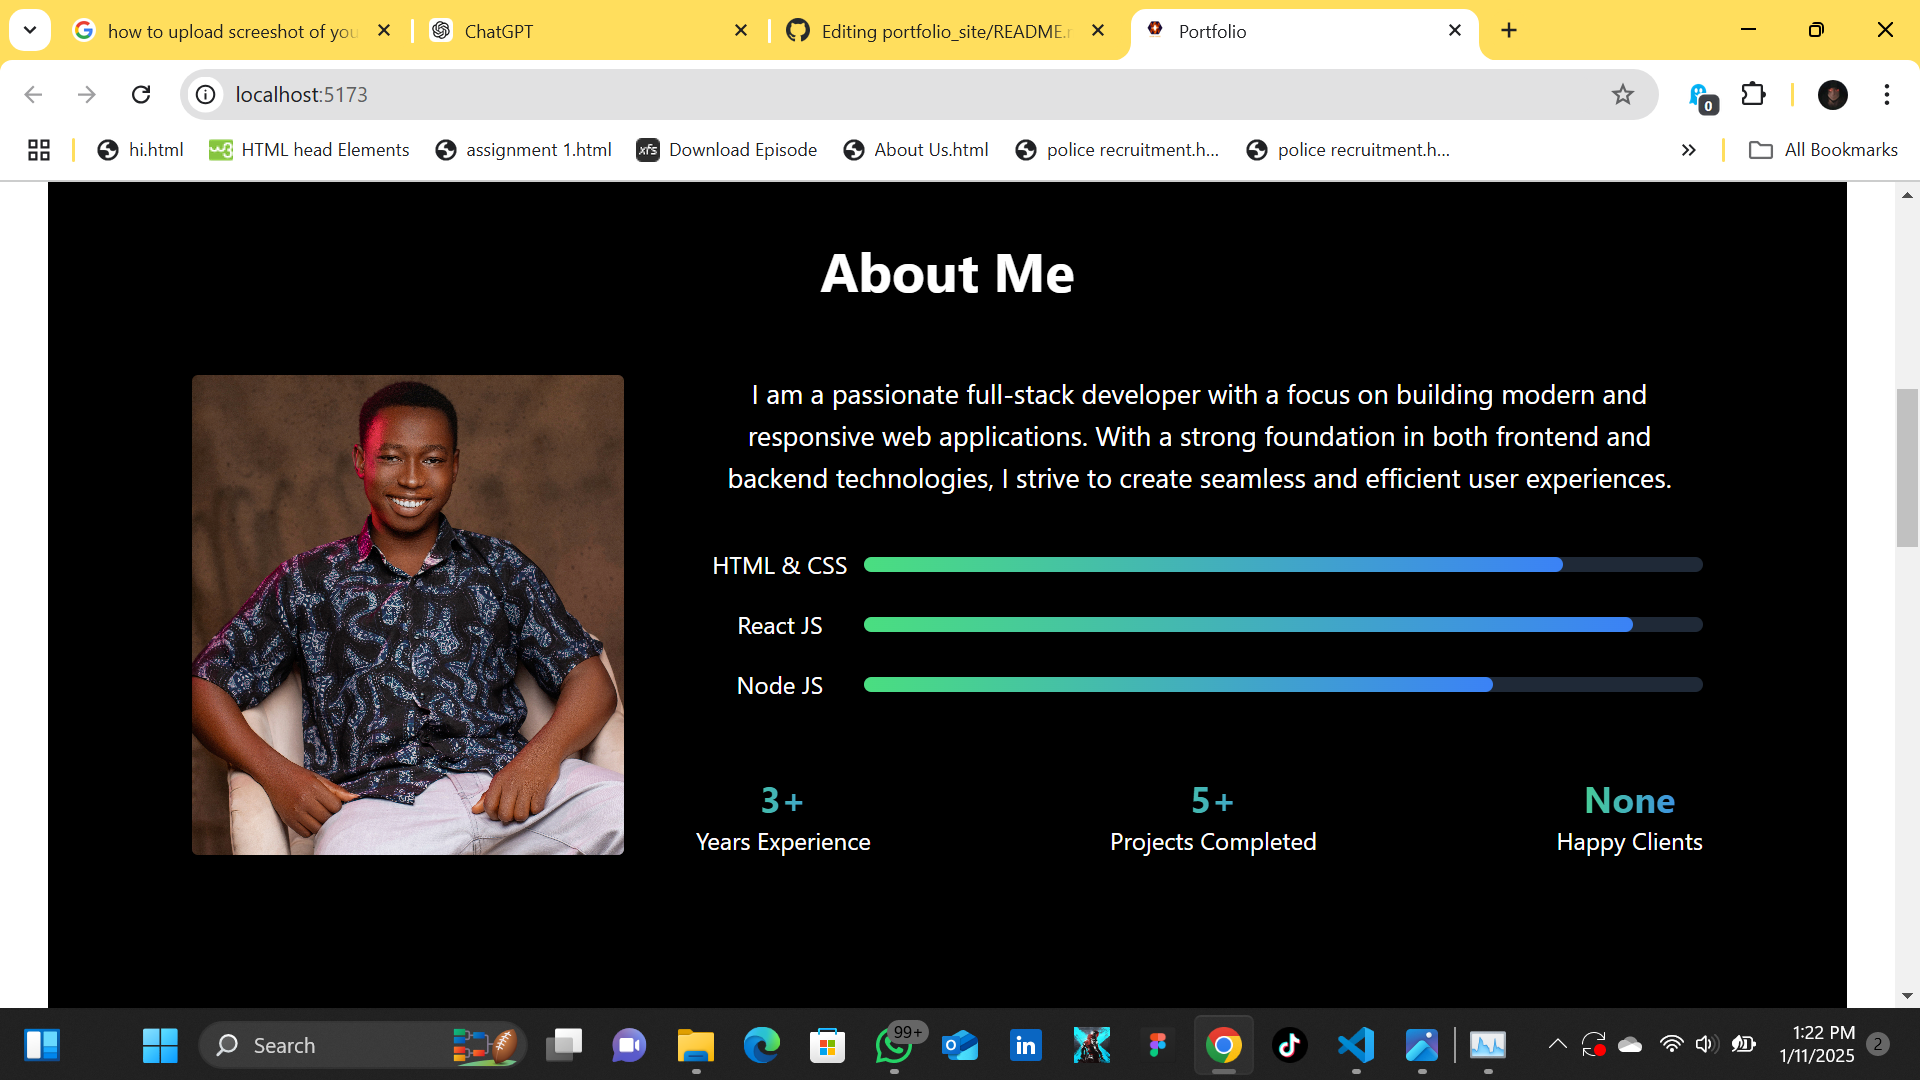 how to upload screeshot of you
ChatGPT
Editing portfolio_site/README.r
Portfolio
localhost:5173
0
hi.html
w3
HTML head Elements
assignment 1.html
xfs
Download Episode
About Us.html
police recruitment.h...
police recruitment.h...
All Bookmarks
About Me
I am a passionate full-stack developer with a focus on building modern and
responsive web applications. With a strong foundation in both frontend and
backend technologies, I strive to create seamless and efficient user experiences.
HTML & CSS
React JS
Node JS
3+
Years Experience
5+
Projects Completed
None
Happy Clients
Search
99+
in
1:22 PM
1/11/2025
2